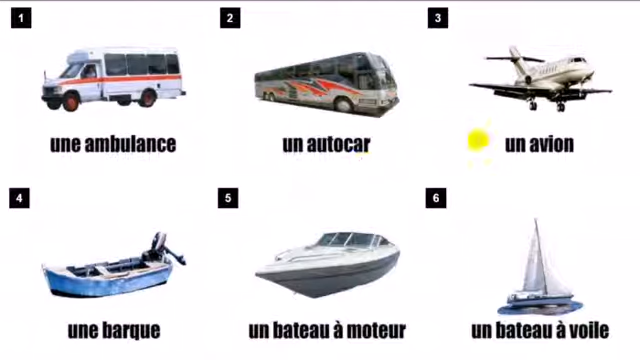 1
2
3
une ambulance
un autocar
un avion
4
5
6
une barque
un bateau à moteur
un bateau à voile